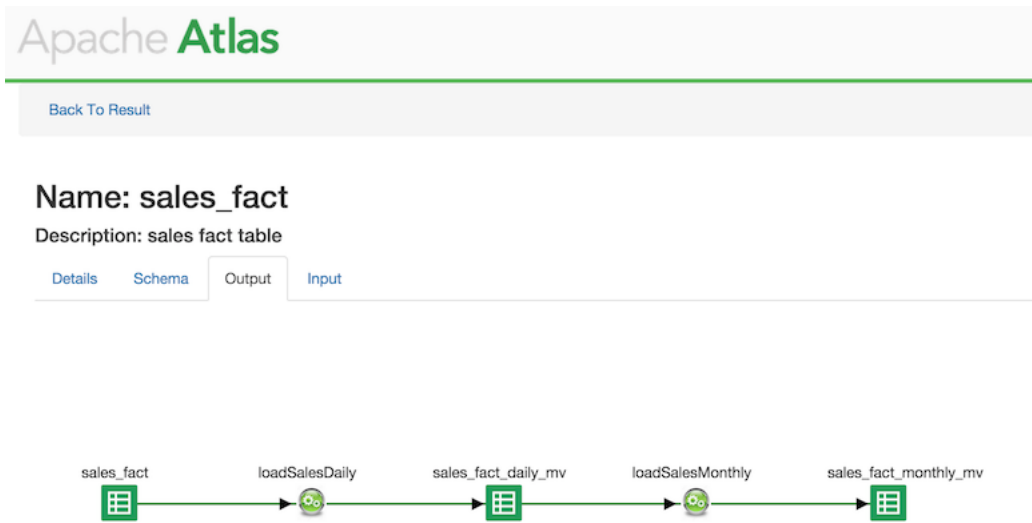 Apache Atlas
Back To Result
Name: sales_fact
Description: sales fact table
Details Schema Output Input
sales_fact loadSalesDaily sales_fact_daily_mv loadSalesMonthly sales_fact_monthly_mv